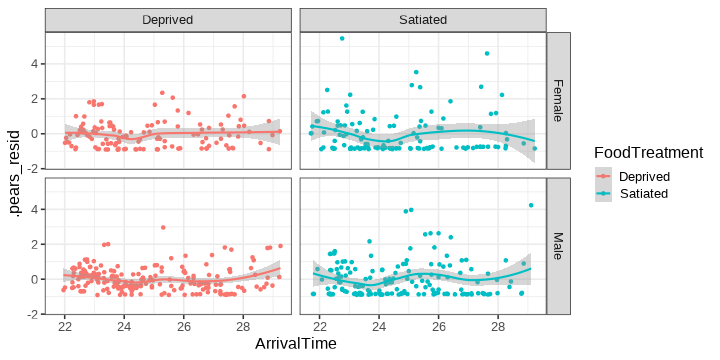 Deprived
Satiated
4
2
0
-2
Female
4
2
0
-2
Male
.pears_resid
22
24
26
28
22
24
26
28
ArrivalTime
FoodTreatment
Deprived
Satiated